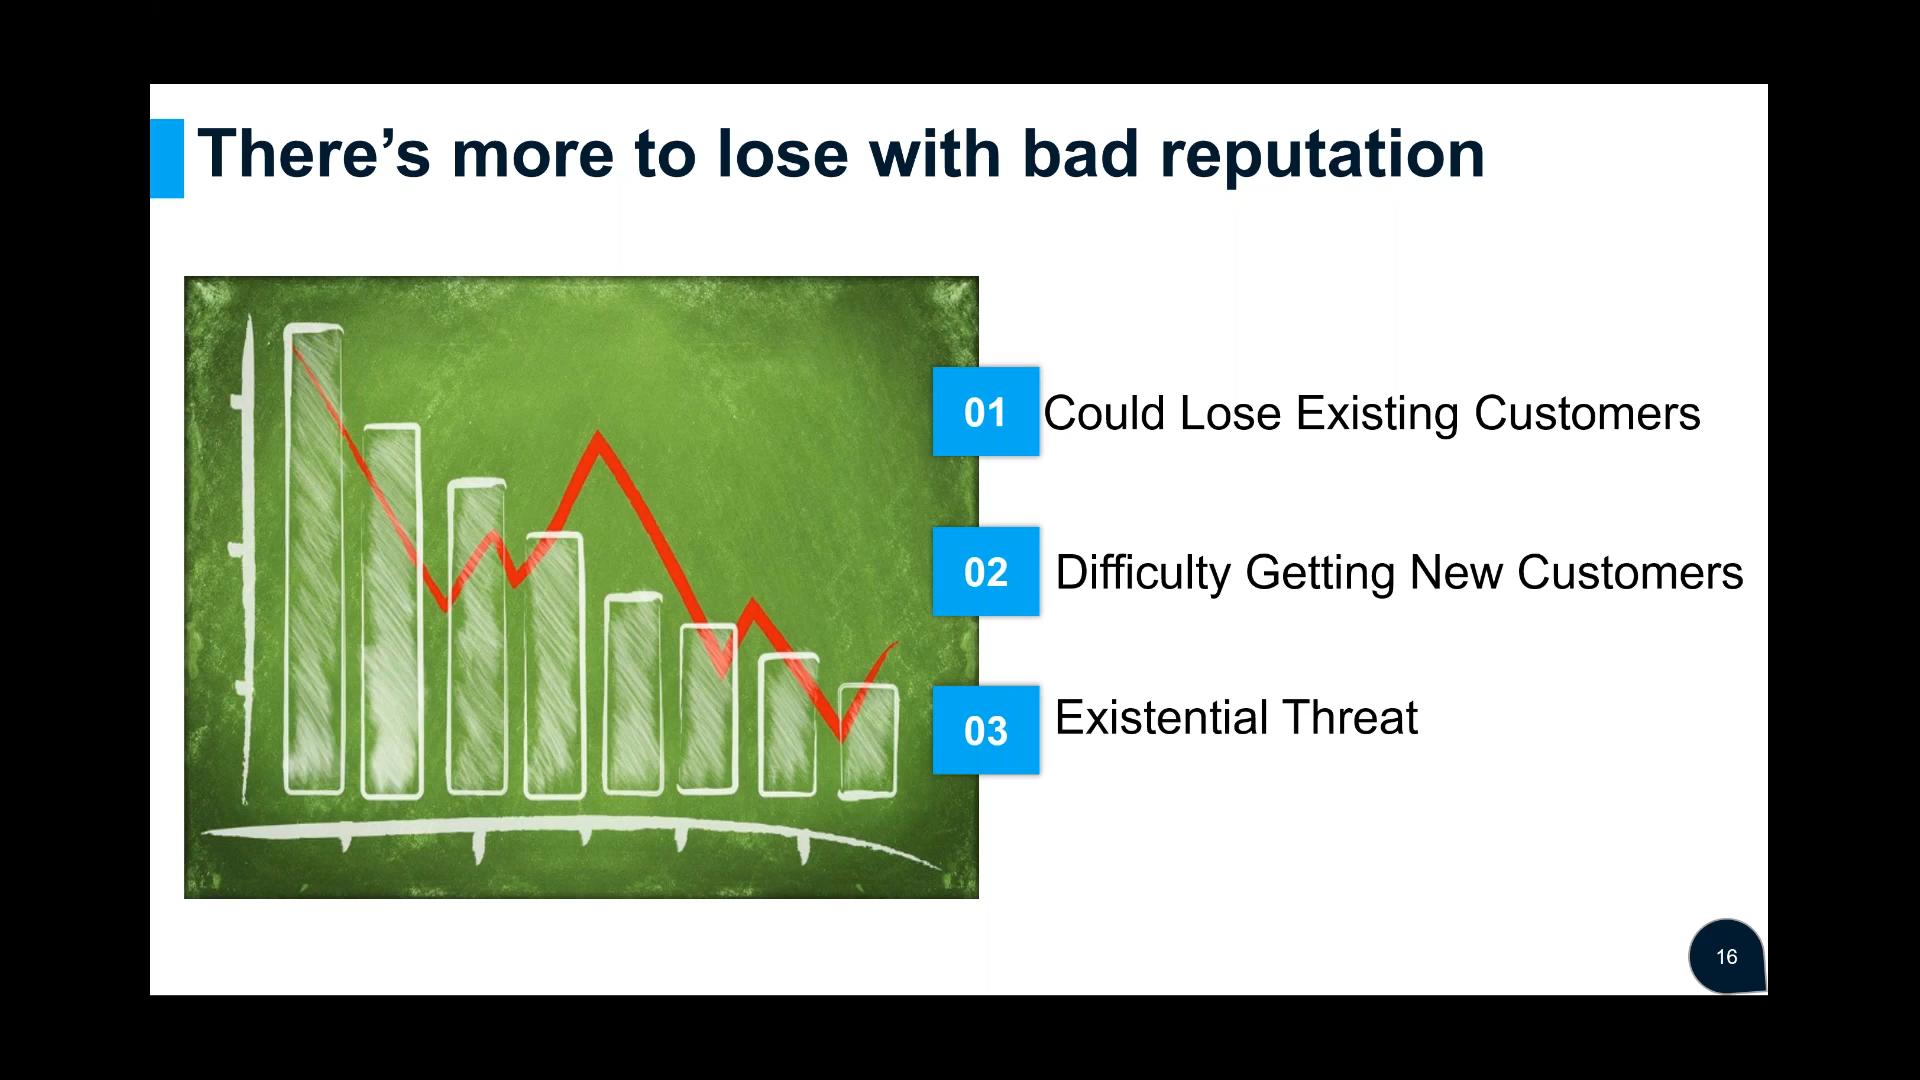 There’s more to lose with bad reputation
01 Could Lose Existing Customers
02 Difficulty Getting New Customers
03 Existential Threat
16